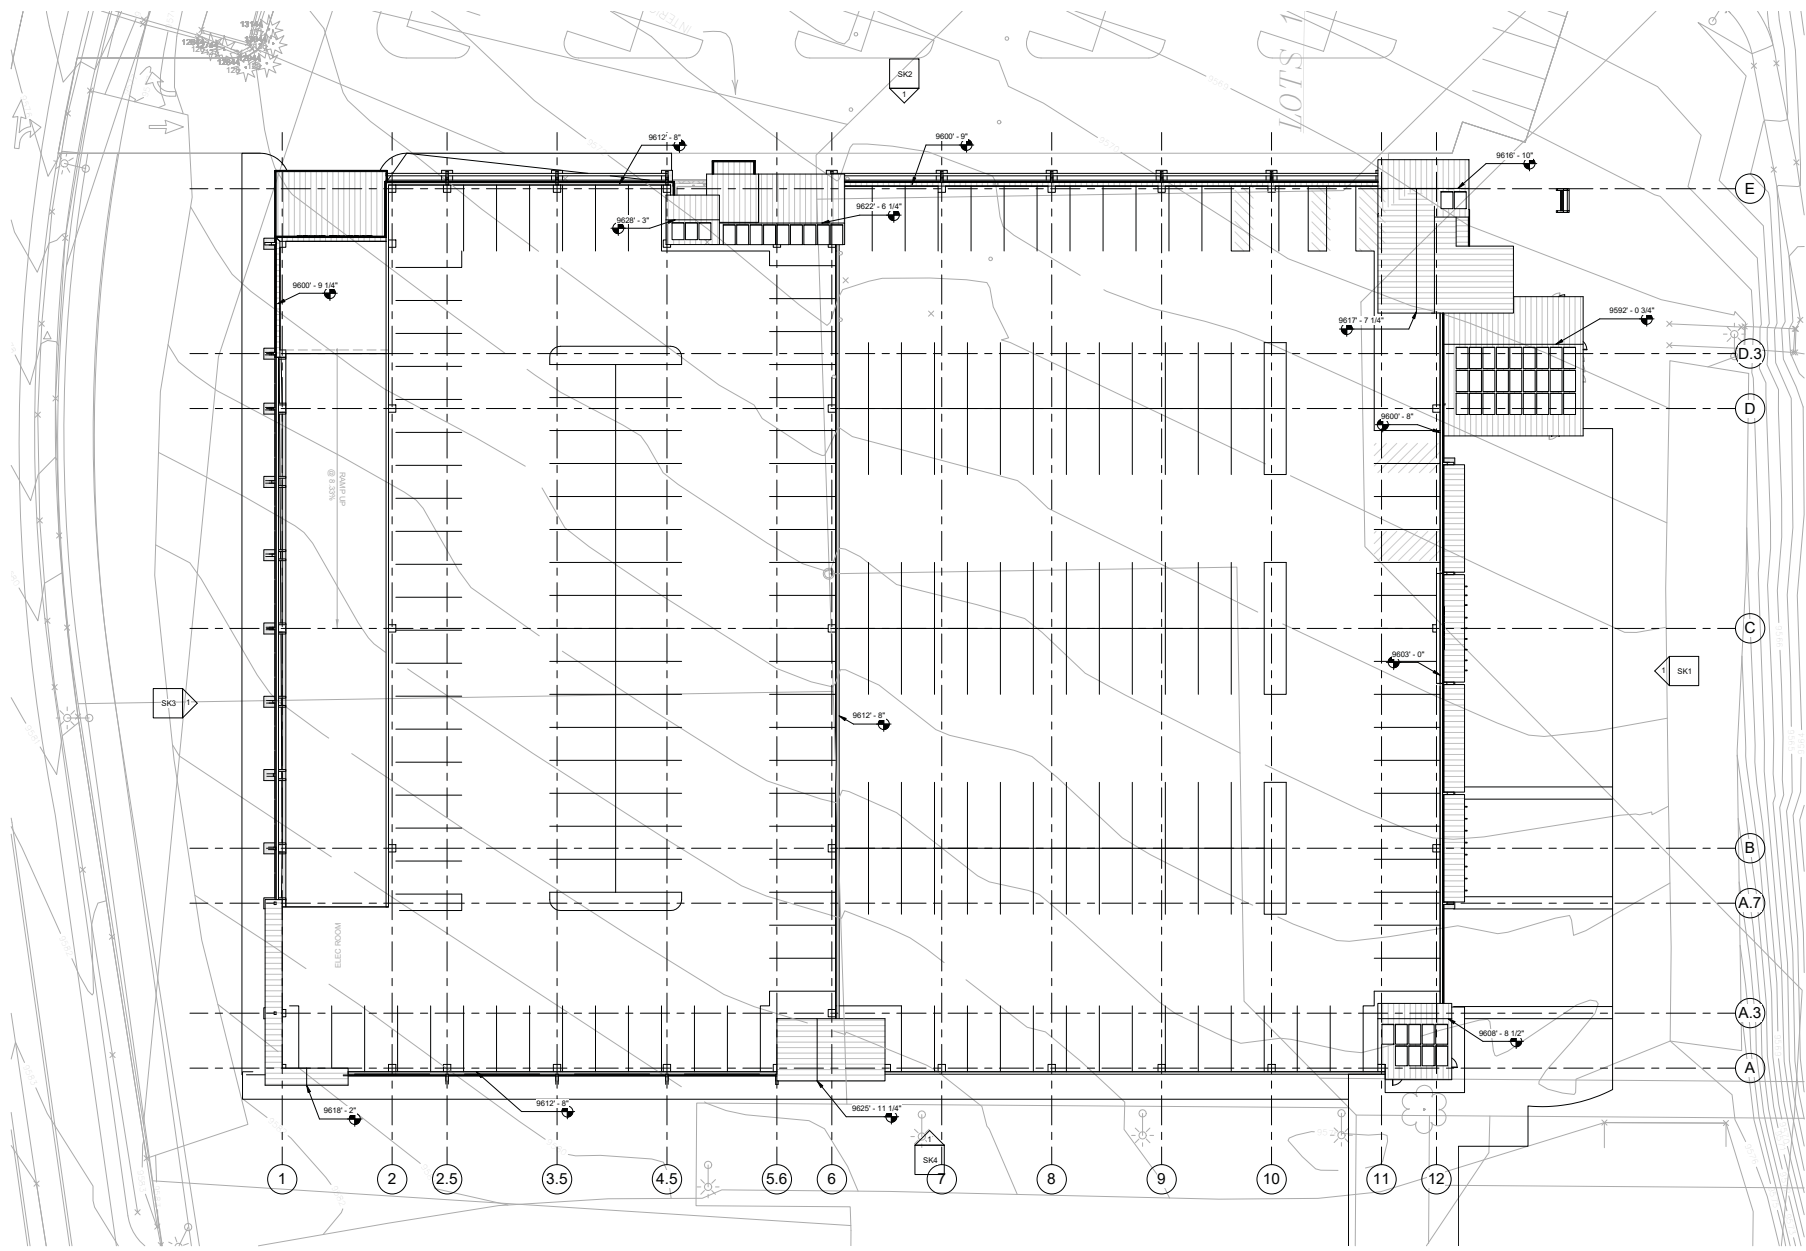 LOTS
SK2
1
9612' - 8"
9600' - 9"
9616' - 10"
E
9622' - 6 1/4"
9628' - 3"
9600' - 9 1/4"
9617' - 7 1/4"
9592' - 0 3/4"
D.3
D
9600' - 8"
RAMP UP
@ 8.33%
C
9603' - 0"
1
SK1
SK3
1
9612' - 8"
B
A.7
ELEC ROOM
A.3
9608' - 8 1/2"
A
9618' - 2"
9612' - 8"
9625' - 11 1/4"
1
SK4
1
2
2.5
3.5
4.5
5.6
6
7
8
9
10
11
12